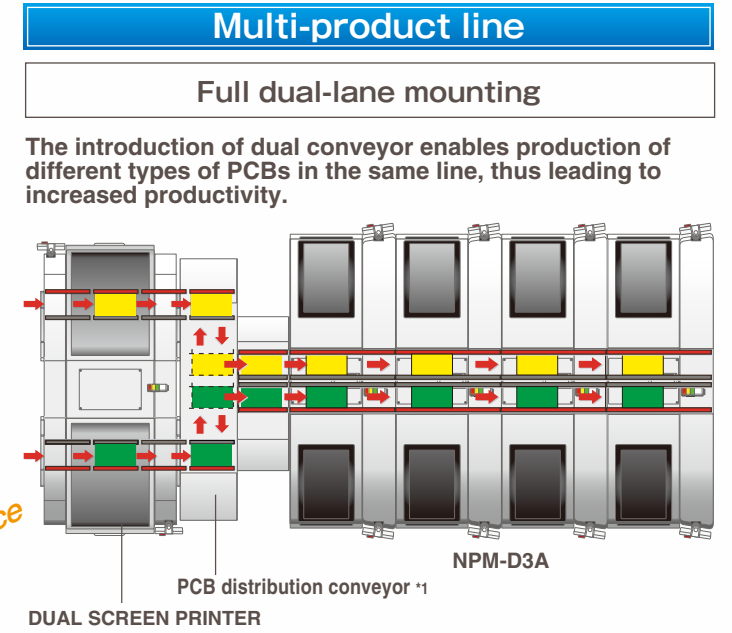 Multi-product line
Full dual-lane mounting
The introduction of dual conveyor enables production of
different types of PCBs in the same line, thus leading to
increased productivity.
ce
NPM-D3A
PCB distribution conveyor *1
DUAL SCREEN PRINTER